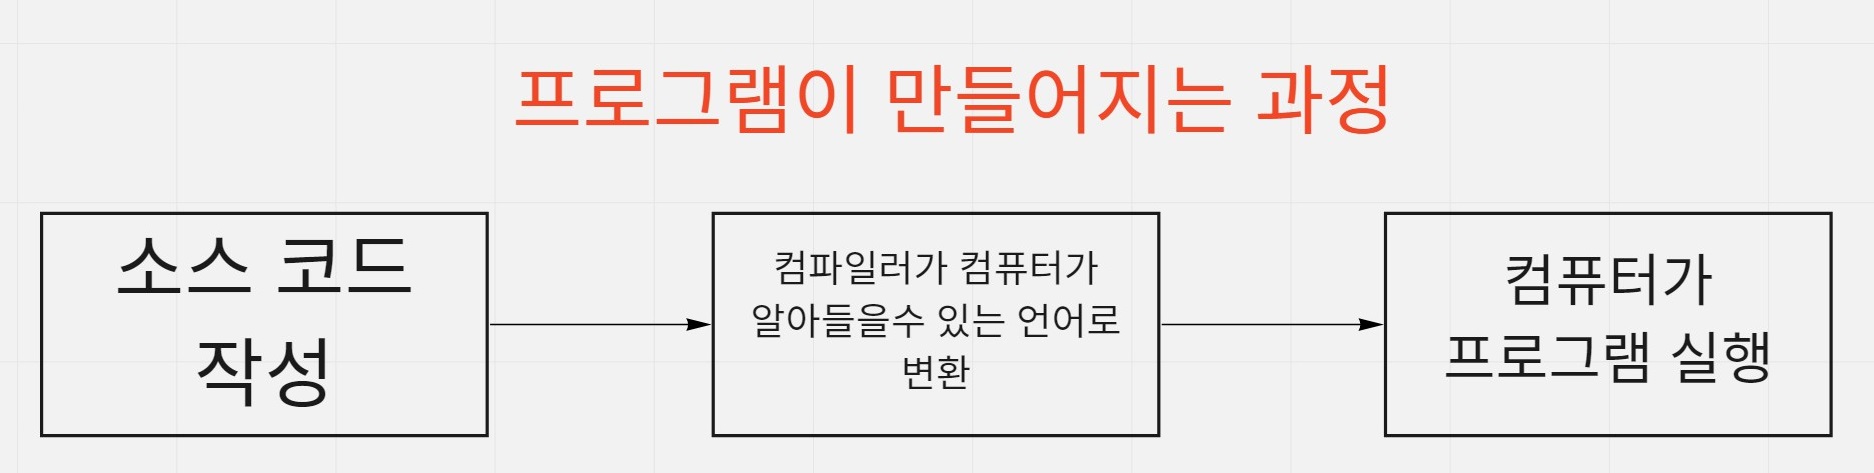 프로그램이 만들어지는 과정
소스 코드
작성
컴파일러가 컴퓨터가
알아들을수 있는 언어로
변환
컴퓨터가
프로그램 실행